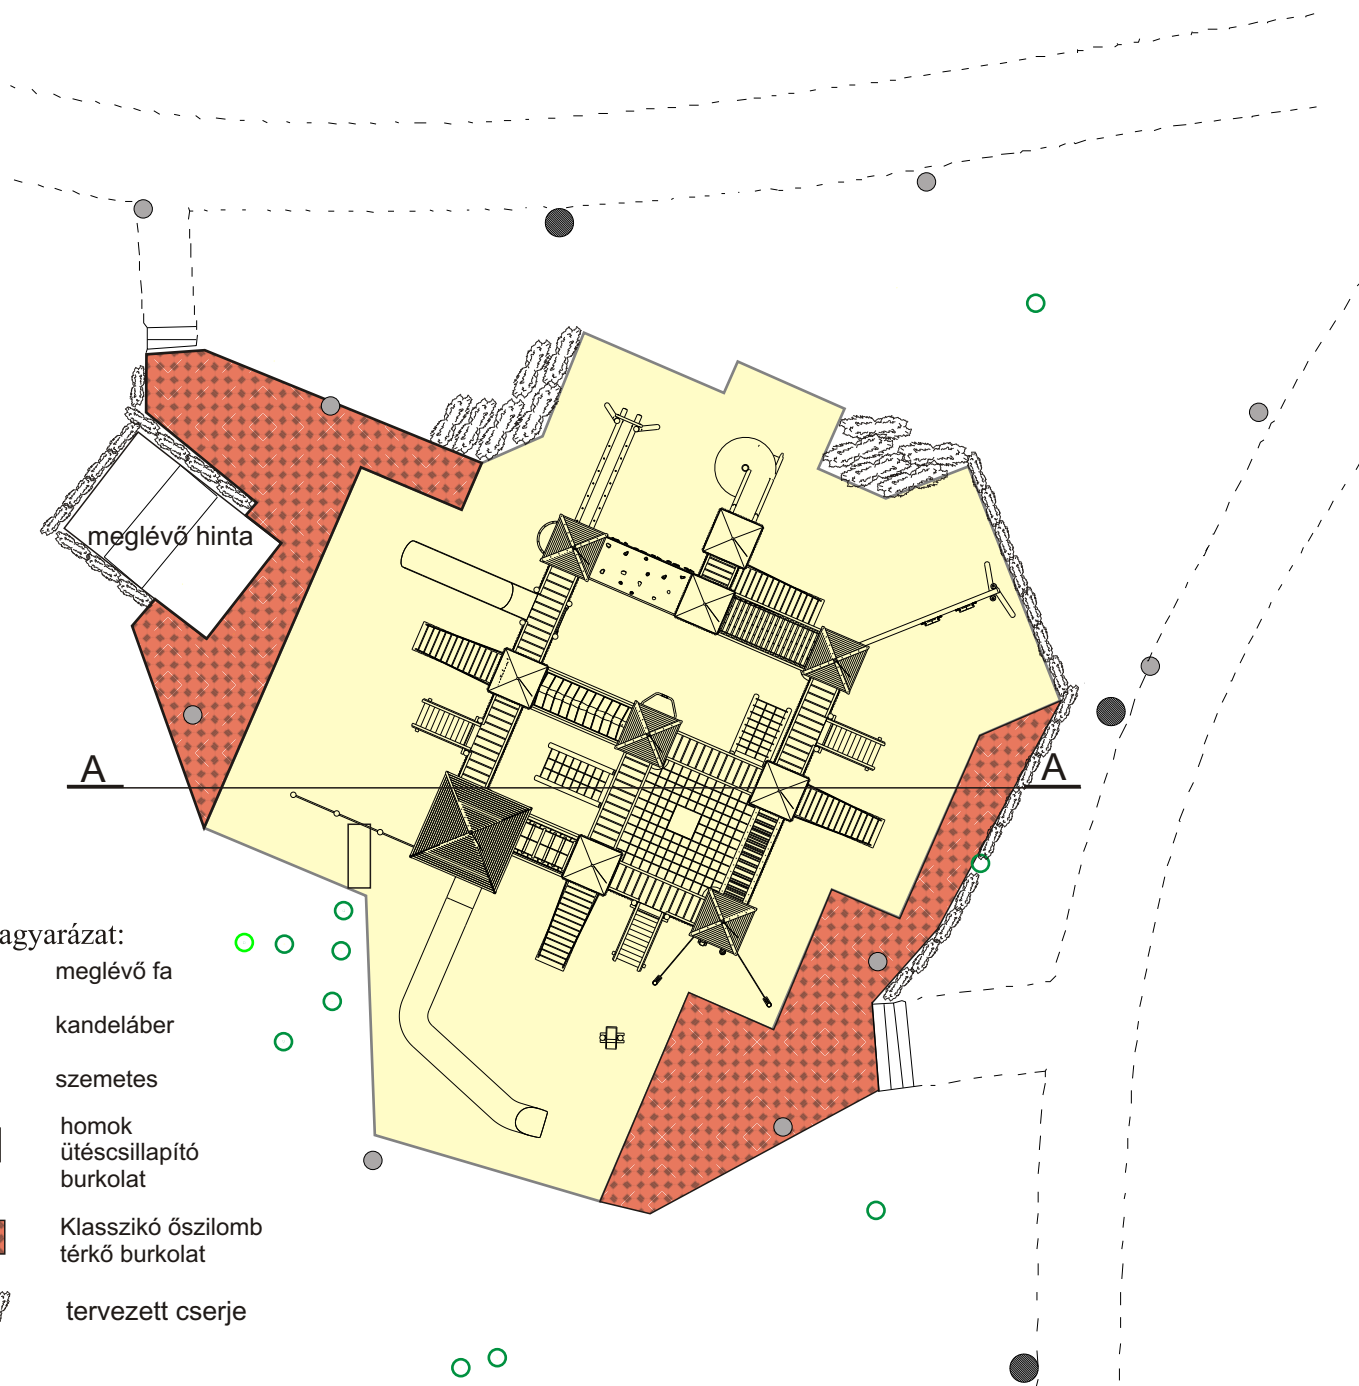 meglévő hinta
A
A
agyarázat:
meglévő fa
kandeláber
szemetes
homok
ütéscsillapító
burkolat
Klasszikó őszilomb
térkő burkolat
tervezett cserje